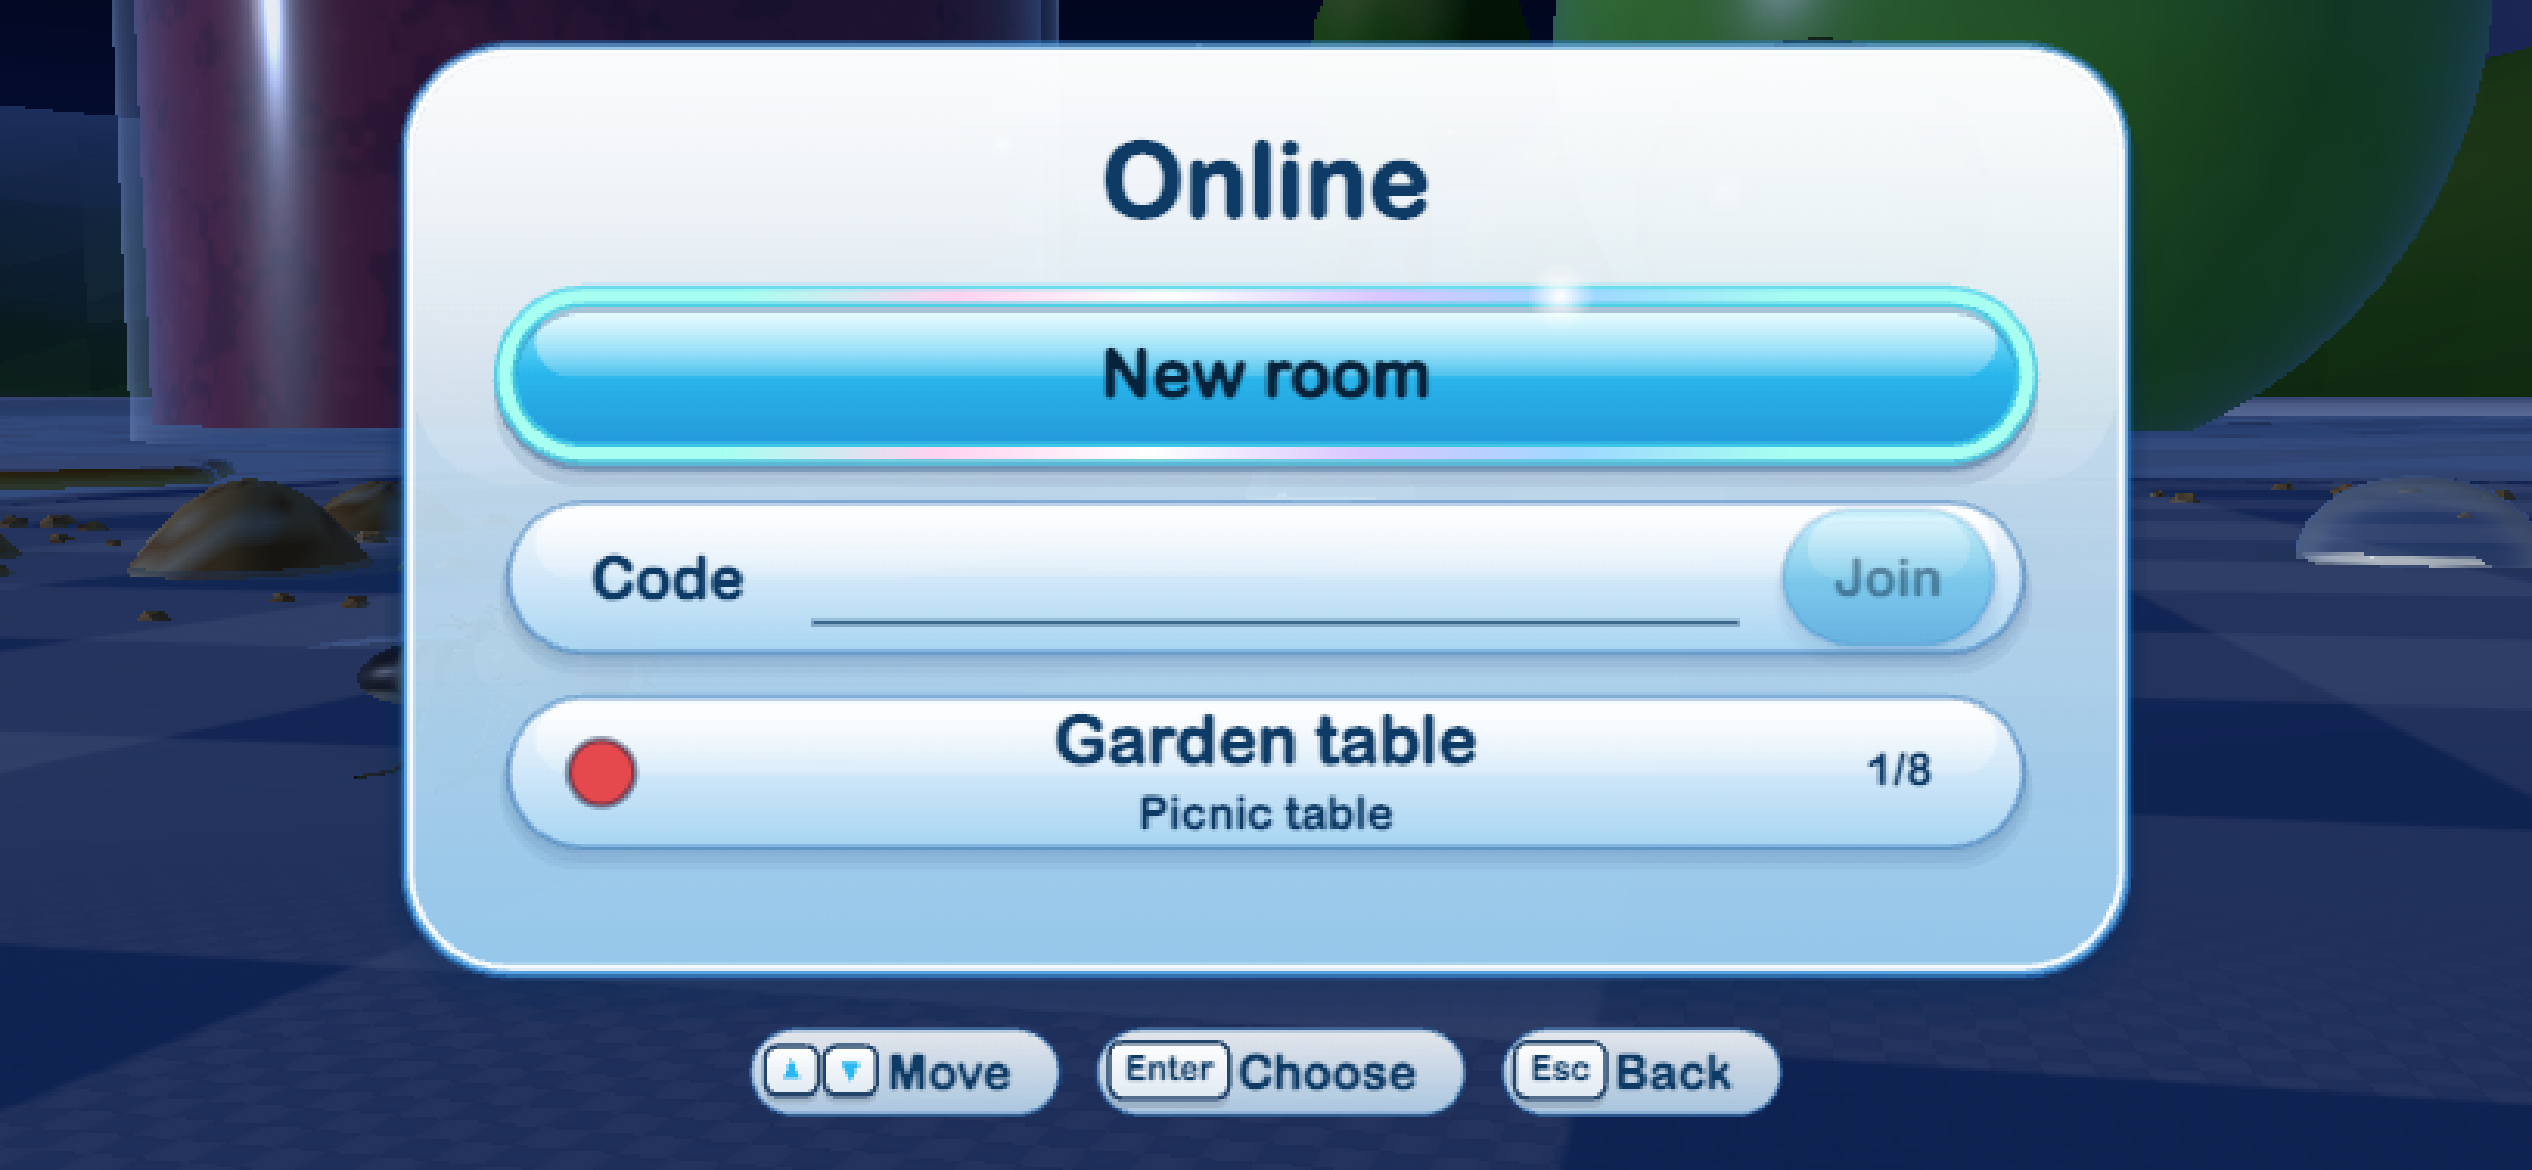 Online
New room
Code
Join
Garden table
Picnic table
1/8
Move
Enter Choose
Esc Back